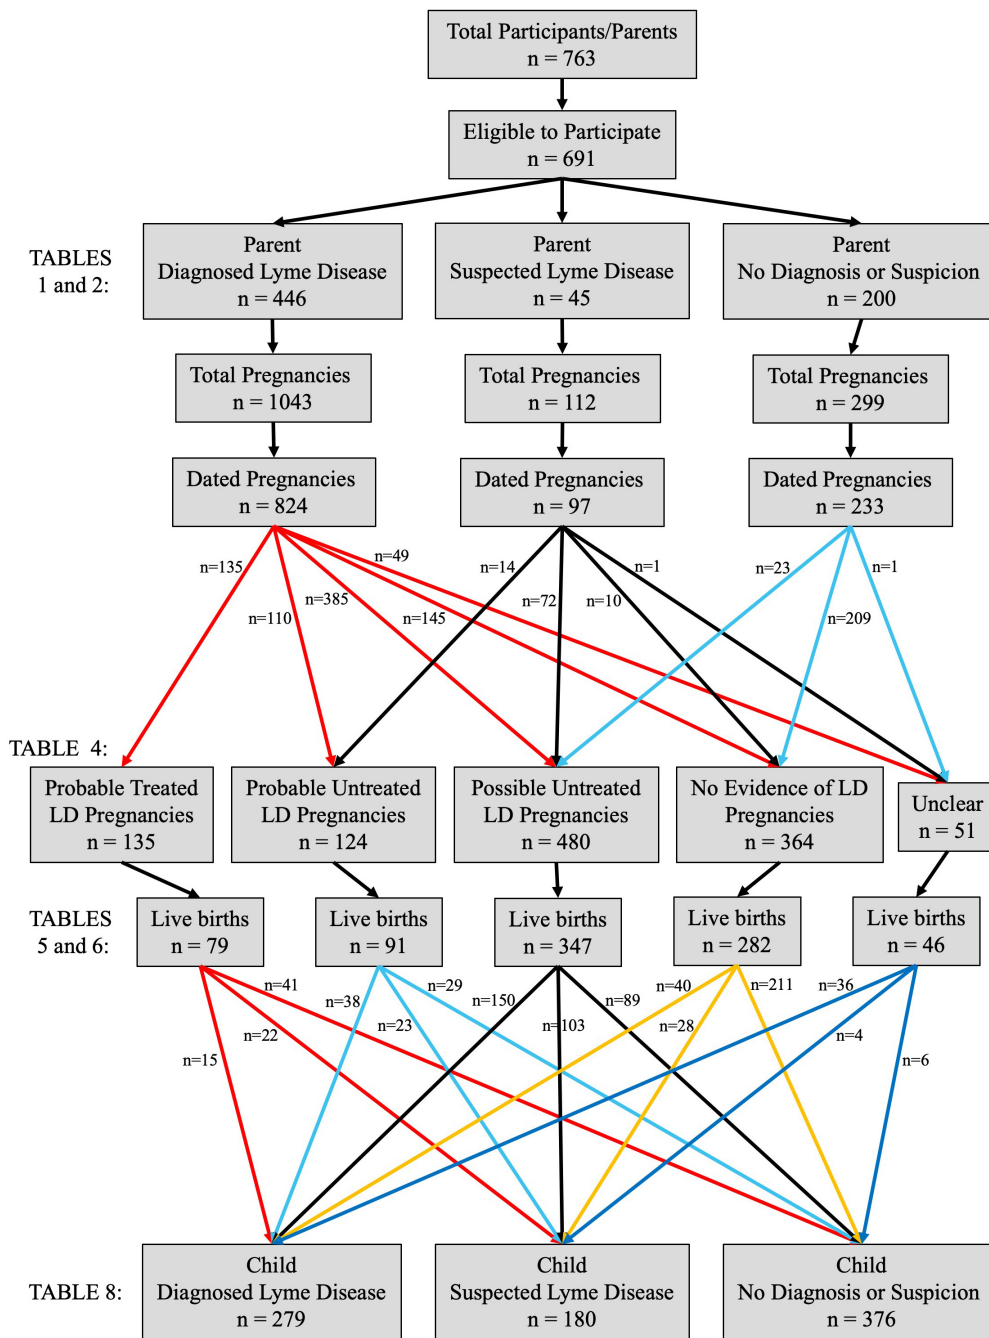 Total Participants/Parents
n = 763
Eligible to Participate
n = 691
TABLES
1 and 2:
Parent
Diagnosed Lyme Disease
n = 446
Parent
Suspected Lyme Disease
n = 45
Parent
No Diagnosis or Suspicion
n = 200
Total Pregnancies
n = 1043
Total Pregnancies
n = 112
Total Pregnancies
n = 299
Dated Pregnancies
n = 824
Dated Pregnancies
n = 97
Dated Pregnancies
n = 233
n=135
n=110
n=385
n=49
n=145
n=14
n=72
n=10
n=1
n=23
n=209
n=1
TABLE 4:
Probable Treated
LD Pregnancies
n = 135
Probable Untreated
LD Pregnancies
n = 124
Possible Untreated
LD Pregnancies
n = 480
No Evidence of LD
Pregnancies
n = 364
Unclear
n = 51
TABLES
5 and 6:
Live births
n = 79
Live births
n = 91
Live births
n = 347
Live births
n = 282
Live births
n = 46
n=15
n=22
n=41
n=38
n=23
n=29
n=150
n=103
n=89
n=40
n=28
n=211
n=36
n=4
n=6
TABLE 8:
Child
Diagnosed Lyme Disease
n = 279
Child
Suspected Lyme Disease
n = 180
Child
No Diagnosis or Suspicion
n = 376